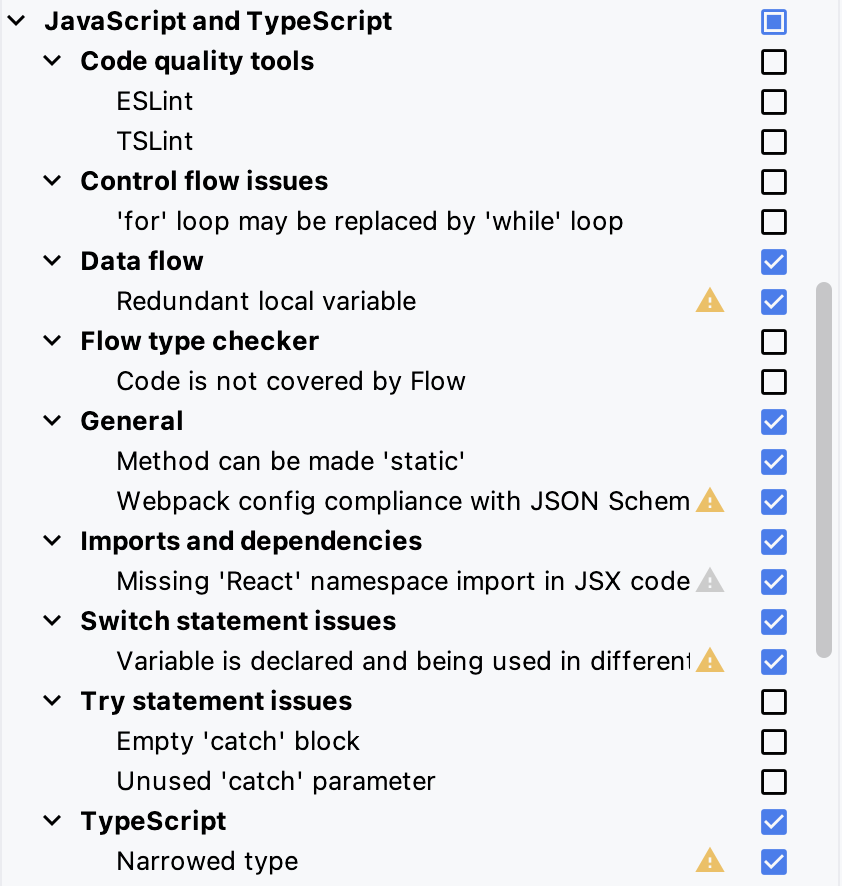 JavaScript and TypeScript
Code quality tools
ESLint
TSLint
Control flow issues
'for' loop may be replaced by 'while' loop
Data flow
Redundant local variable
Flow type checker
Code is not covered by Flow
General
Method can be made 'static'
Webpack config compliance with JSON Schem
Imports and dependencies
Missing 'React' namespace import in JSX code
Switch statement issues
Variable is declared and being used in different
Try statement issues
Empty 'catch' block
Unused 'catch' parameter
TypeScript
Narrowed type